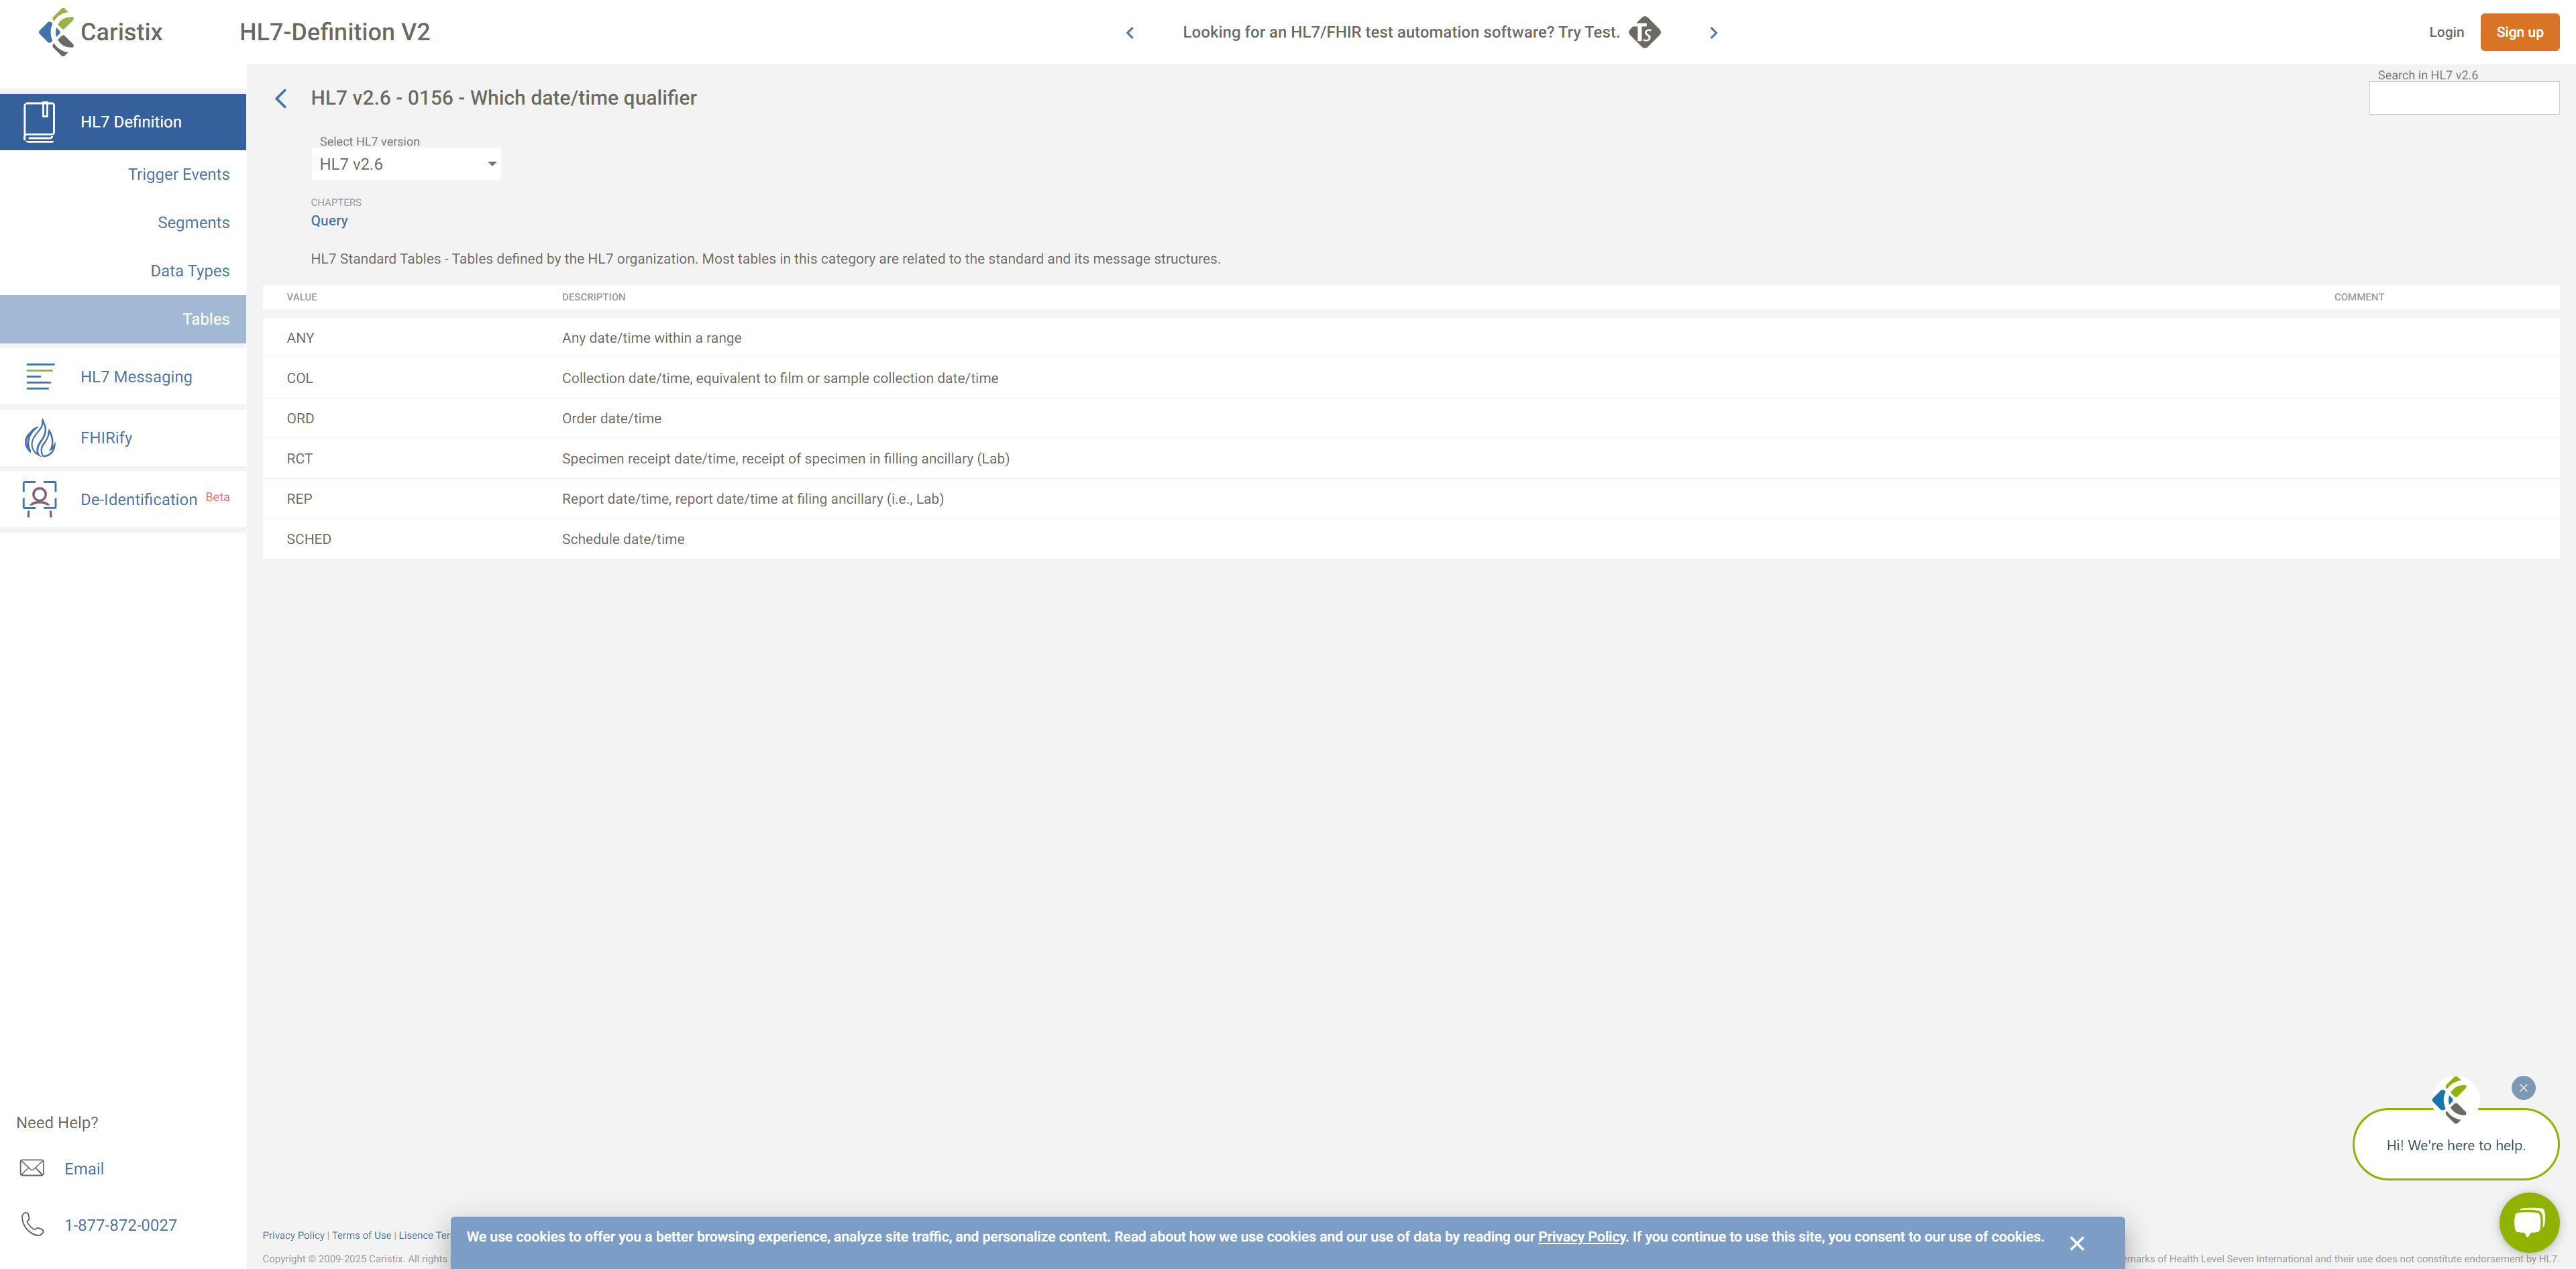 Caristix
HL7-Definition V2
Looking for an HL7/FHIR test automation software? Try Test.
Ts
Login
Sign up
HL7 Definition
Trigger Events
Segments
Data Types
Tables
HL7 Messaging
FHIRify
De-Identification Beta
Need Help?
Email
1-877-872-0027
HL7 v2.6 - 0156 - Which date/time qualifier
Search in HL7 v2.6
Select HL7 version
HL7 v2.6
CHAPTERS
Query
HL7 Standard Tables - Tables defined by the HL7 organization. Most tables in this category are related to the standard and its message structures.
VALUE DESCRIPTION COMMENT
ANY Any date/time within a range
COL Collection date/time, equivalent to film or sample collection date/time
ORD Order date/time
RCT Specimen receipt date/time, receipt of specimen in filling ancillary (Lab)
REP Report date/time, report date/time at filing ancillary (i.e., Lab)
SCHED Schedule date/time
Hi! We're here to help.
Privacy Policy | Terms of Use | Lisence Ter
We use cookies to offer you a better browsing experience, analyze site traffic, and personalize content. Read about how we use cookies and our use of data by reading our Privacy Policy. If you continue to use this site, you consent to our use of cookies.
Copyright © 2009-2025 Caristix. All rights
emarks of Health Level Seven International and their use does not constitute endorsement by HL7.